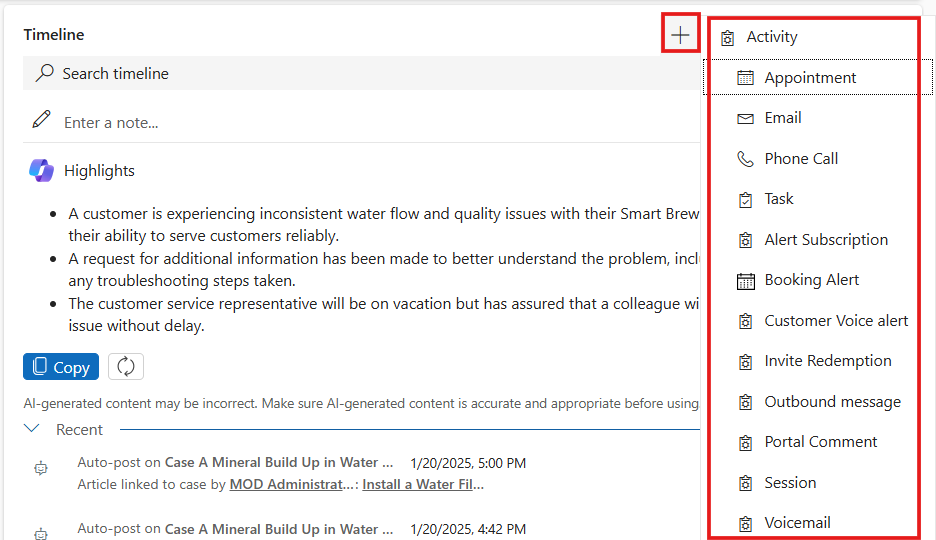 Timeline
Search timeline
Enter a note...
Highlights
A customer is experiencing inconsistent water flow and quality issues with their Smart Brew
their ability to serve customers reliably.
A request for additional information has been made to better understand the problem, incl
any troubleshooting steps taken.
The customer service representative will be on vacation but has assured that a colleague wi
issue without delay.
Copy
AI-generated content may be incorrect. Make sure AI-generated content is accurate and appropriate before using
Recent
Auto-post on Case A Mineral Build Up in Water ... 1/20/2025, 5:00 PM
Article linked to case by MOD Administrat...: Install a Water Fil...
Auto-post on Case A Mineral Build Up in Water ... 1/20/2025, 4:42 PM
Activity
Appointment
Email
Phone Call
Task
Alert Subscription
Booking Alert
Customer Voice alert
Invite Redemption
Outbound message
Portal Comment
Session
Voicemail